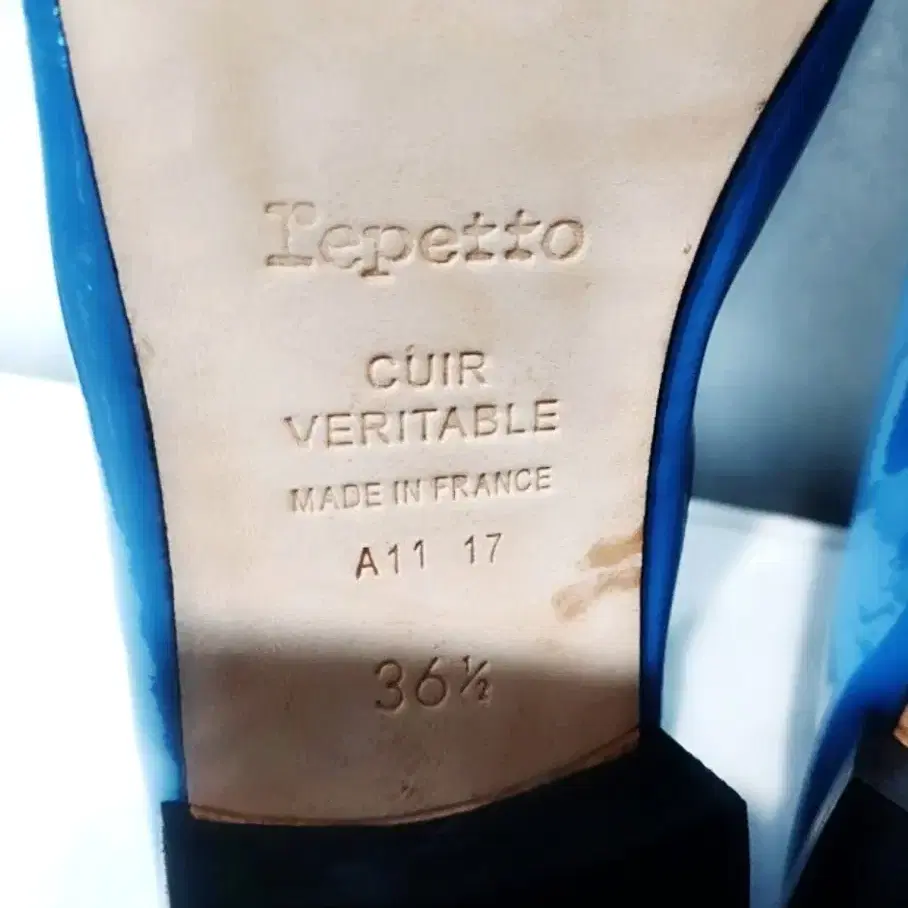 repetto
CUIR
VERITABLE
MADE IN FRANCE
A11 17
36½